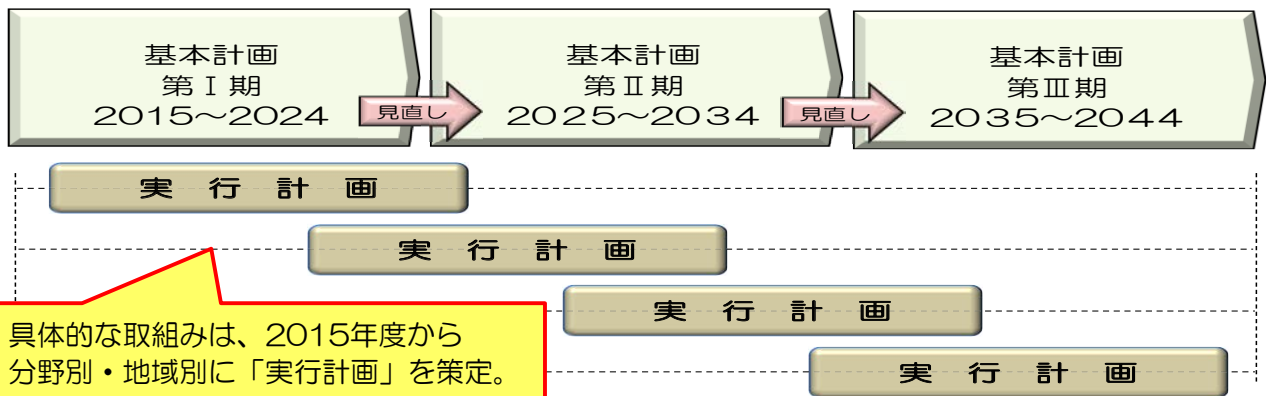 基本計画
第Ⅰ期
2015～2024
見直し
基本計画
第Ⅱ期
2025～2034
見直し
基本計画
第Ⅲ期
2035～2044
実行計画
実行計画
実行計画
実行計画
具体的な取組みは、2015年度から
分野別・地域別に「実行計画」を策定。